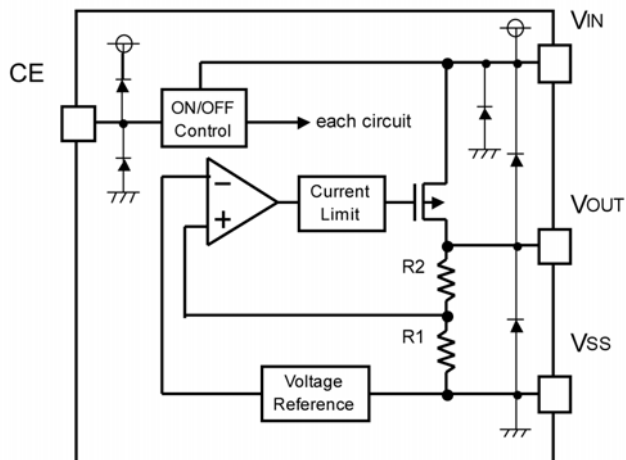 VIN
CE
ON/OFF
Control
each circuit
−
+
Current
Limit
VOUT
R2
R1
VSS
Voltage
Reference